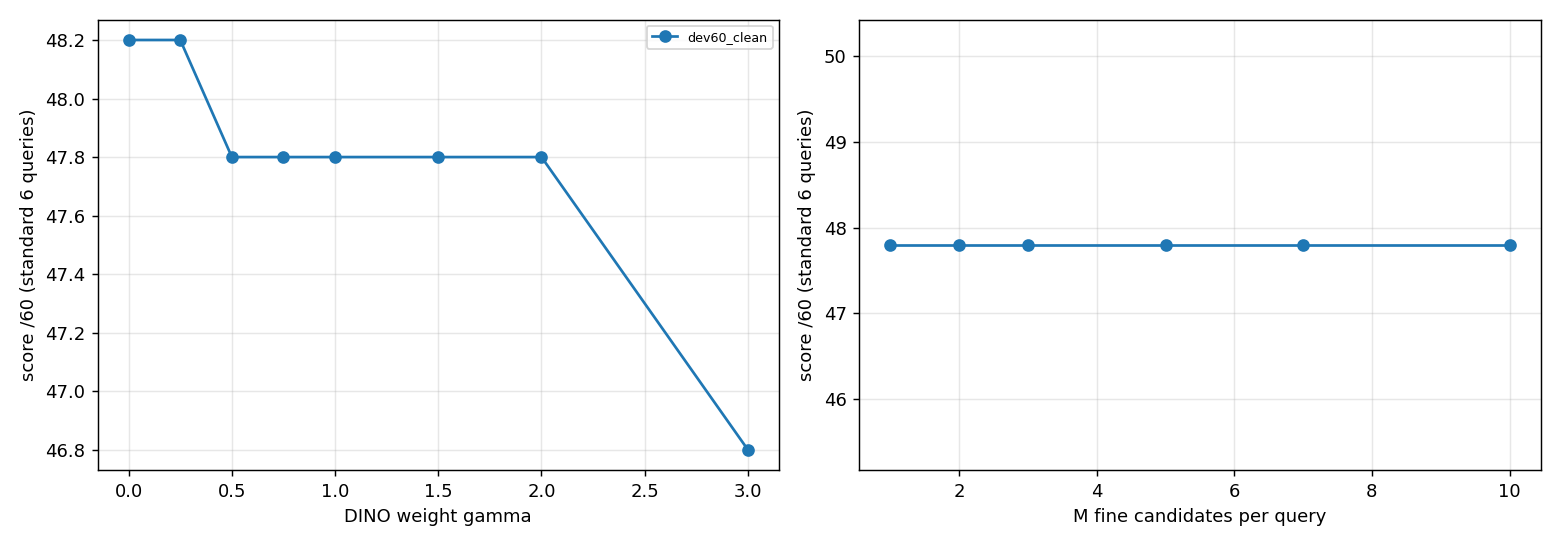 dev60_clean
score /60 (standard 6 queries)
48.2
48.0
47.8
47.6
47.4
47.2
47.0
46.8
0.0 0.5 1.0 1.5 2.0 2.5 3.0
DINO weight gamma
score /60 (standard 6 queries)
50
49
48
47
46
2 4 6 8 10
M fine candidates per query